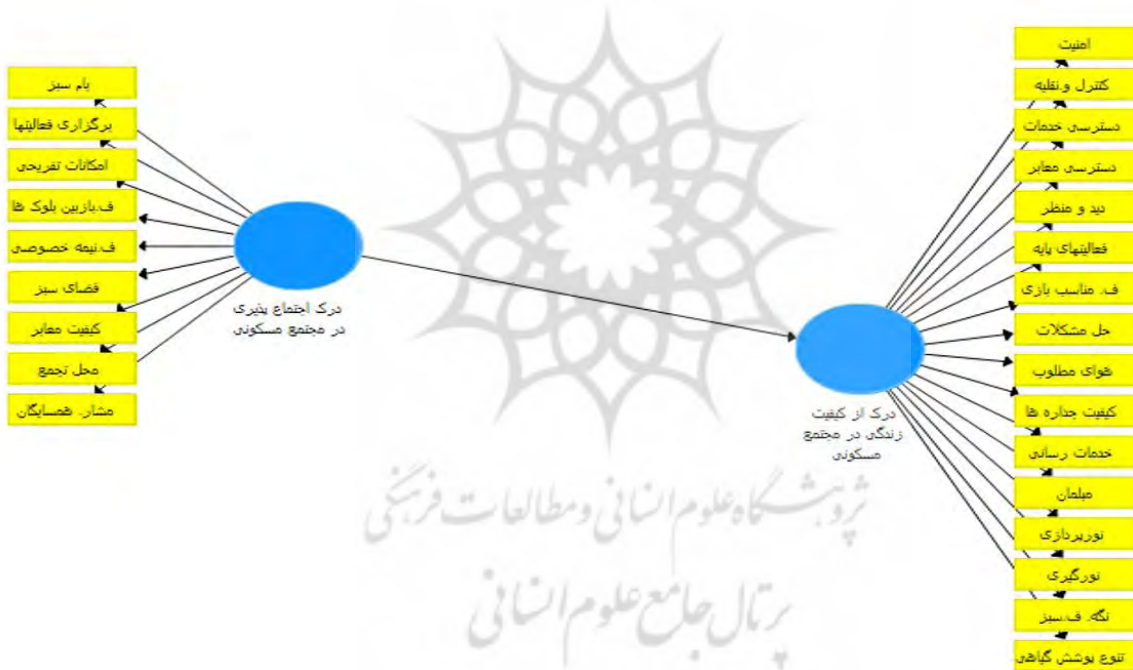 امنیت
کنترل و.نقلیه
دسترسی خدمات
دسترسی معابر
دید و منظر
فعالیتهای پایه
ف. مناسب بازی
حل مشکلات
هوای مطلوب
کیفیت جداره ها
خدمات رسانی
مبلمان
نورپردازی
نورگیری
نگه. ف.سبز
تنوع پوشش گیاهی
درک از کیفیت
زندگی در مجتمع
مسکونی
درک اجتماع پذیری
در مجتمع مسکونی
بام سبز
برگزاری فعالیتها
امکانات تفریحی
ف.بازبین بلوک ها
ف.نیمه خصوصی
فضای سبز
کیفیت معابر
محل تجمع
مشار. همسایگان
پژوهشگاه علوم انسانی و مطالعات فرهنگی
پرتال جامع علوم انسانی